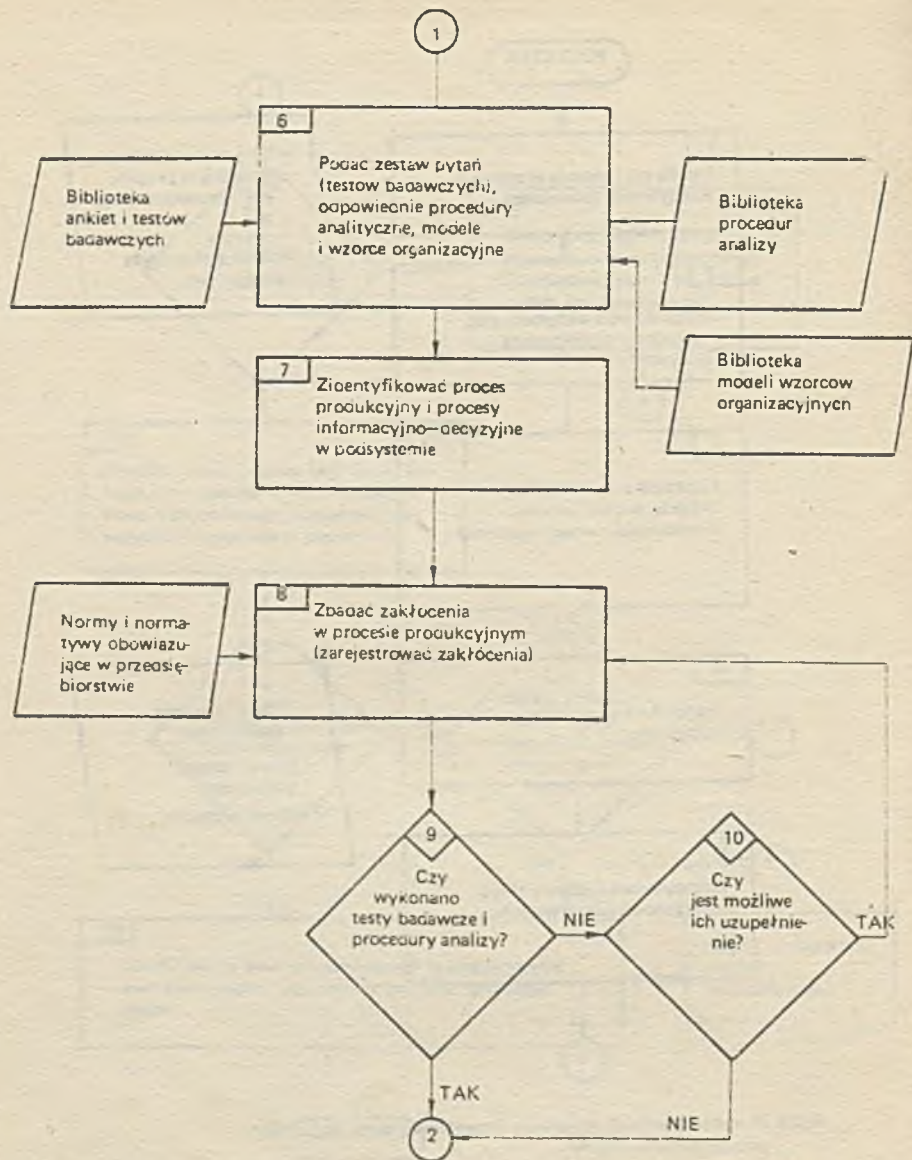 1
6
Podać zestaw pytań
(testów badawczych),
odpowiednie procedury
analityczne, modele
i wzorce organizacyjne
Biblioteka
ankiet i testów
badawczych
Biblioteka
procedur
analizy
Biblioteka
modeli wzorcow
organizacyjnych
7
Zidentyfikować proces
produkcyjny i procesy
informacyjno–decyzyjne
w podsystemie
8
Zbadać zakłocenia
w procesie produkcyjnym
(zarejestrować zakłócenia)
Normy i norma-
tywy obowiazu-
jące w przedsię-
biorstwie
9
Czy
wykonano
testy badawcze i
procedury analizy?
NIE
10
Czy
jest możliwe
ich uzupełnie-
nie?
TAK
TAK
NIE
2